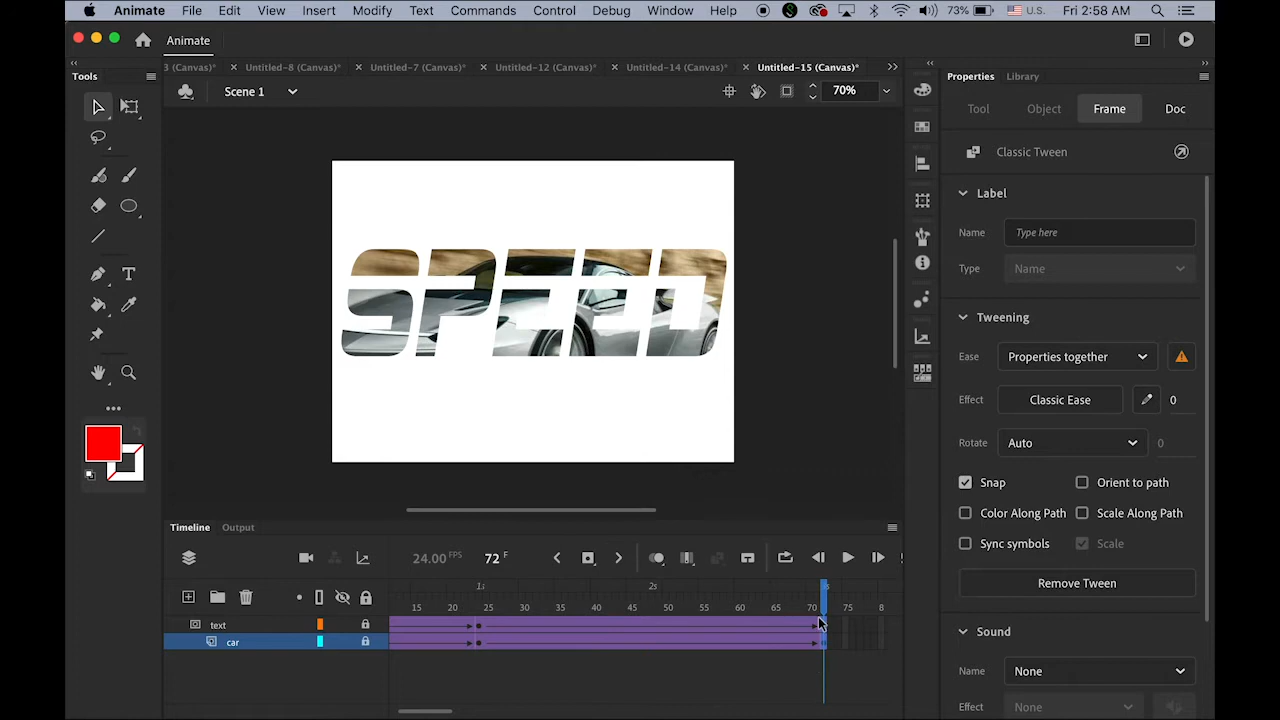 Animate File Edit View Insert Modify Text Commands Control Debug Window Help 73% U.S. Fri 2:58 AM
Animate
Tools
3 (Canvas)* × Untitled-8 (Canvas)* × Untitled-7 (Canvas)* × Untitled-12 (Canvas)* × Untitled-14 (Canvas)* × Untitled-15 (Canvas)*
Scene 1 70%
SPEED
Properties Library
Tool Object Frame Doc
Classic Tween
Label
Name Type here
Type Name
Tweening
Ease Properties together
Effect Classic Ease 0
Rotate Auto 0
Snap Orient to path
Color Along Path Scale Along Path
Sync symbols Scale
Remove Tween
Sound
Name None
Effect None
Timeline Output
24.00 FPS 72 F
1s 2s
15 20 25 30 35 40 45 50 55 60 65 70 75 8
text
car